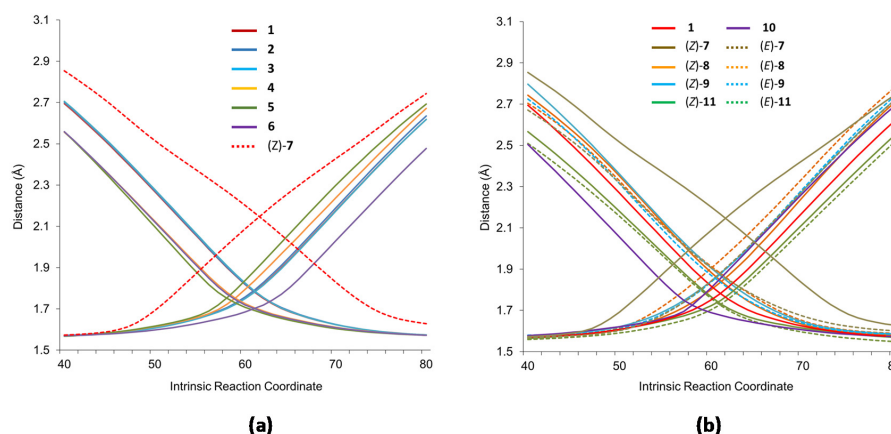 3.1
2.9
2.7
2.5
2.3
2.1
1.9
1.7
1.5
Distance (Å)
1
2
3
4
5
6
(Z)-7
40 50 60 70 80
Intrinsic Reaction Coordinate
(a)
3.1
2.9
2.7
2.5
2.3
2.1
1.9
1.7
1.5
Distance (Å)
1 10
(Z)-7 (E)-7
(Z)-8 (E)-8
(Z)-9 (E)-9
(Z)-11 (E)-11
40 50 60 70
Intrinsic Reaction Coordinate
(b)